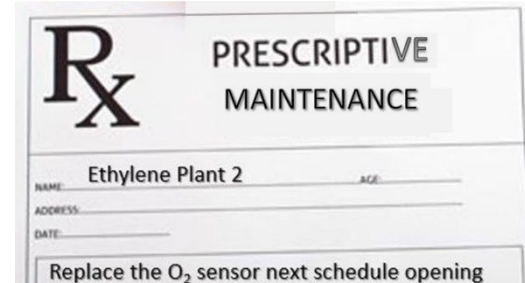 Rx
PRESCRIPTIVE
MAINTENANCE
NAME: Ethylene Plant 2 AGE:
ADDRESS:
DATE:
Replace the O₂ sensor next schedule opening